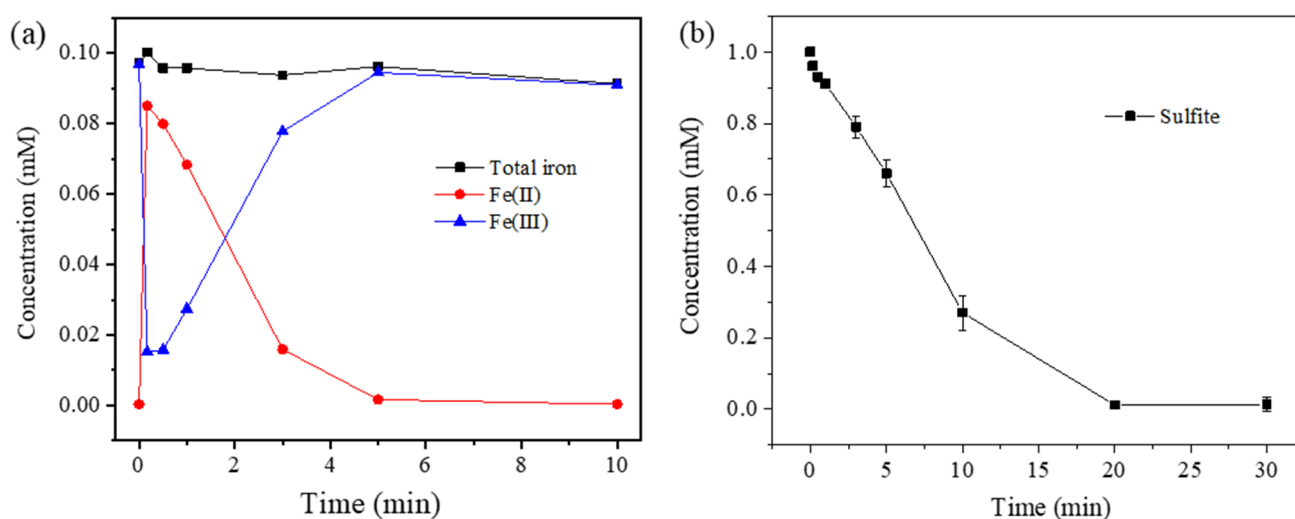 (a)
Concentration (mM)
0.10
0.08
0.06
0.04
0.02
0.00
Total iron
Fe(II)
Fe(III)
0
2
4
6
8
10
Time (min)
(b)
Concentration (mM)
1.0
0.8
0.6
0.4
0.2
0.0
Sulfite
0
5
10
15
20
25
30
Time (min)